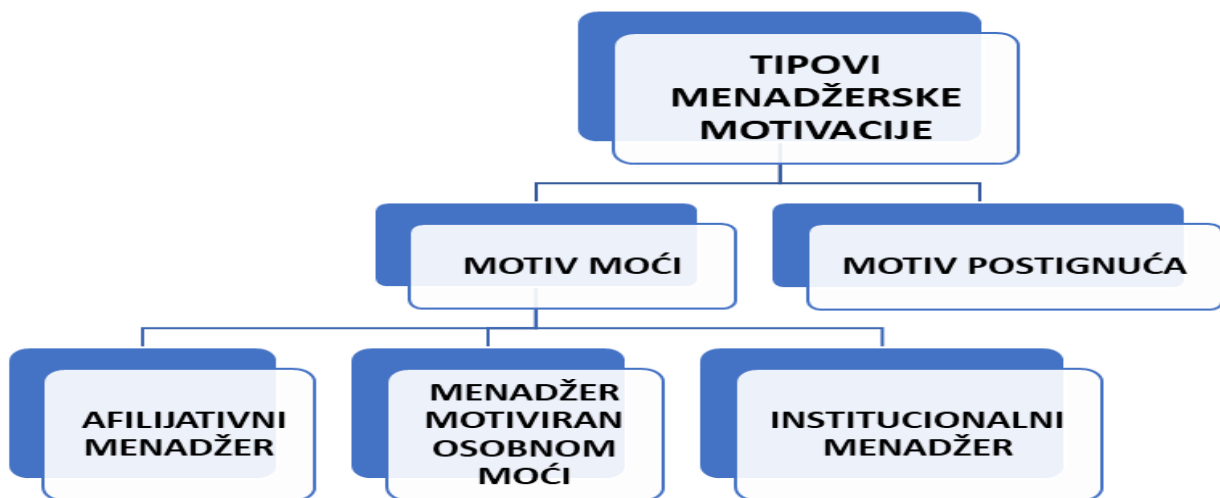 TIPOVI
MENADŽERSKE
MOTIVACIJE
MOTIV MOĆI
MOTIV POSTIGNUĆA
AFILIJATIVNI
MENADŽER
MENADŽER
MOTIVIRAN
OSOBNOM
MOĆI
INSTITUCIONALNI
MENADŽER